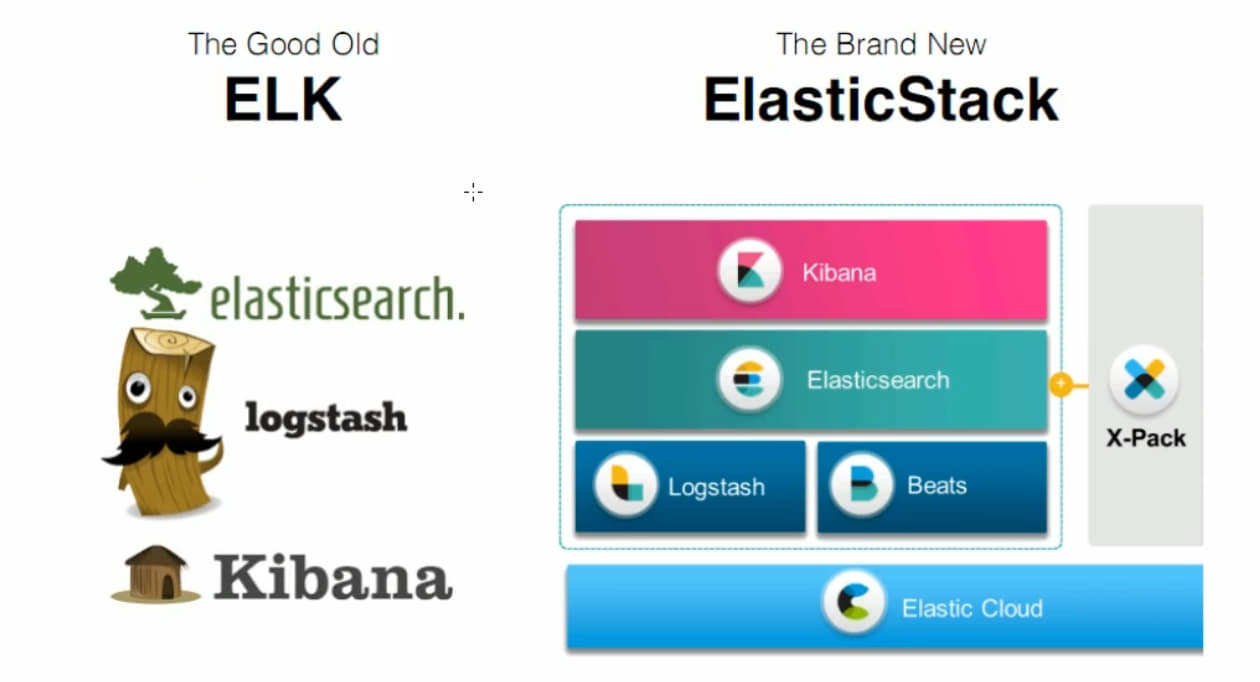 The Good Old
ELK
elasticsearch.
logstash
Kibana
The Brand New
ElasticStack
Kibana
Elasticsearch
Logstash
Beats
X-Pack
Elastic Cloud